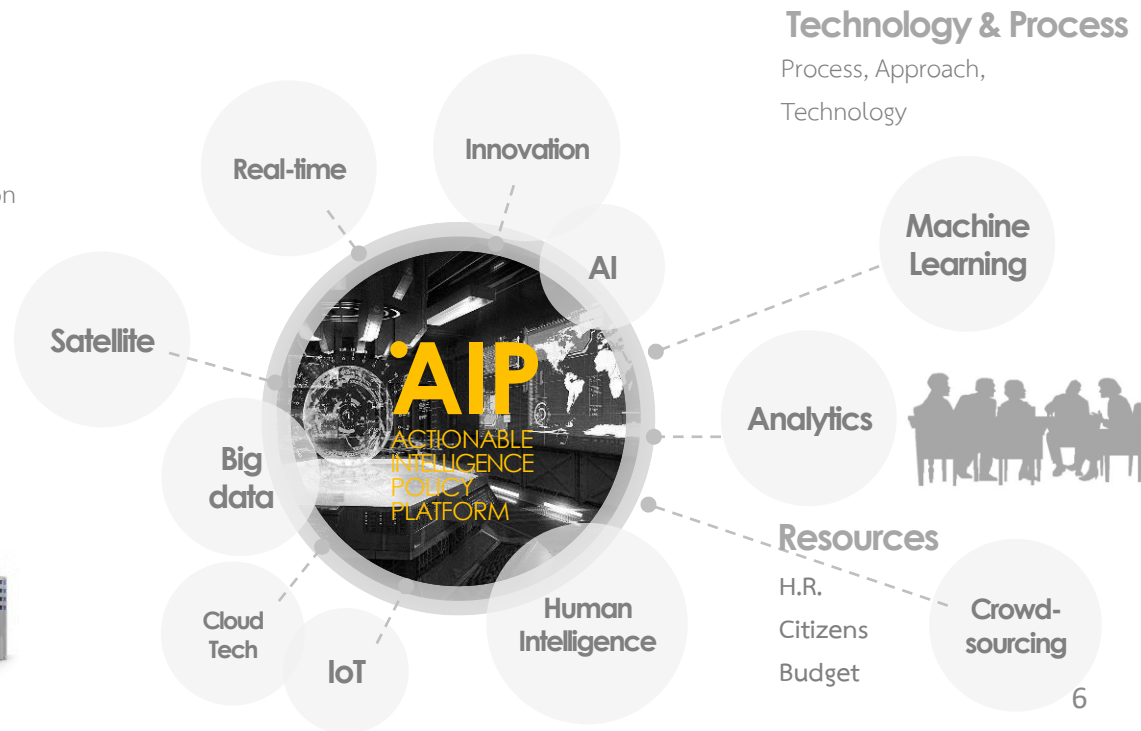 Technology & Process
Process, Approach,
Technology
Innovation
Real-time
on
Machine
Learning
AI
Satellite
AIP
ACTIONABLE
INTELLIGENCE
POLICY
PLATFORM
Analytics
Big
data
Resources
H.R.
Citizens
Budget
Human
Intelligence
Crowd-
sourcing
Cloud
Tech
IoT
6